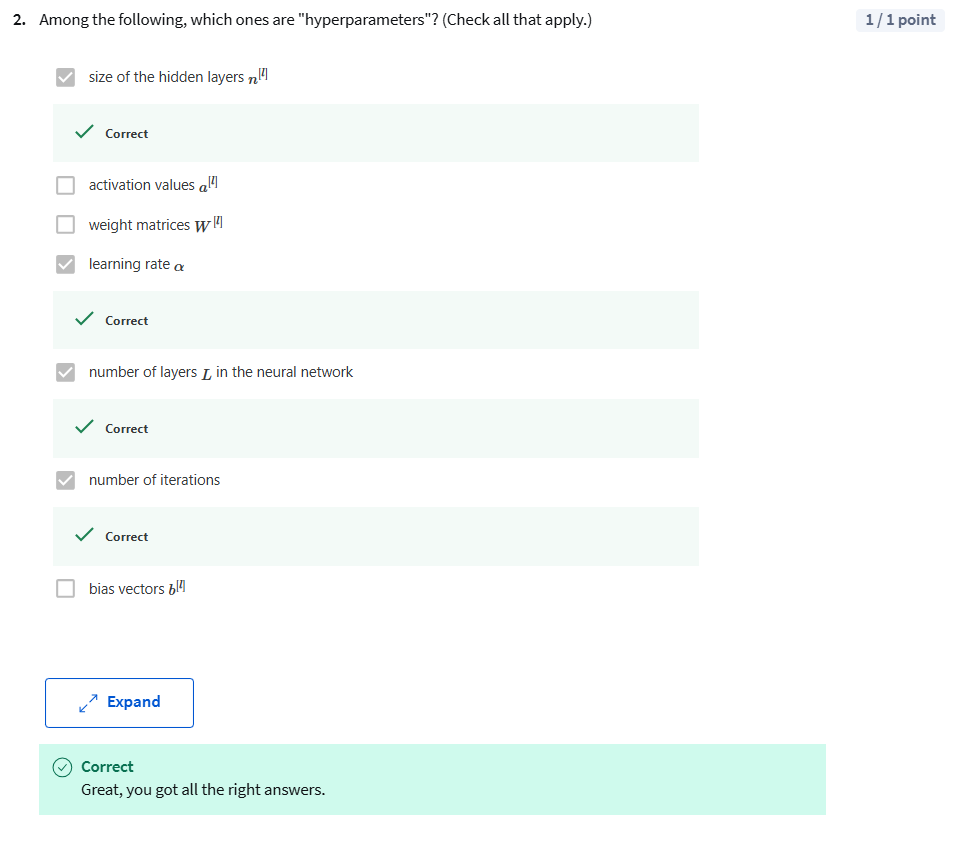 2. Among the following, which ones are "hyperparameters"? (Check all that apply.) 1 / 1 point
size of the hidden layers n^[l]
Correct
activation values a^[l]
weight matrices W^[l]
learning rate α
Correct
number of layers L in the neural network
Correct
number of iterations
Correct
bias vectors b^[l]
Expand
Correct
Great, you got all the right answers.